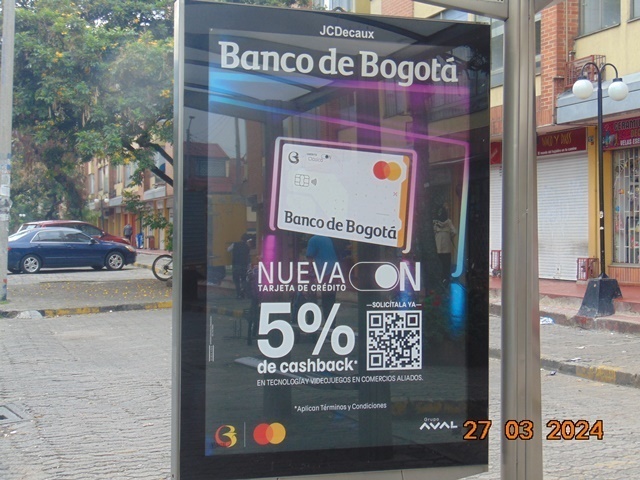 JCDecaux
Banco de Bogotá
Banco de Bogotá
NUEVA ON
TARJETA DE CRÉDITO
SOLICÍTALA YA
5%
de cashback*
EN TECNOLOGÍA Y VIDEOJUEGOS EN COMERCIOS ALIADOS.
*Aplican Términos y Condiciones
Grupo
AVAL
27 03 2024